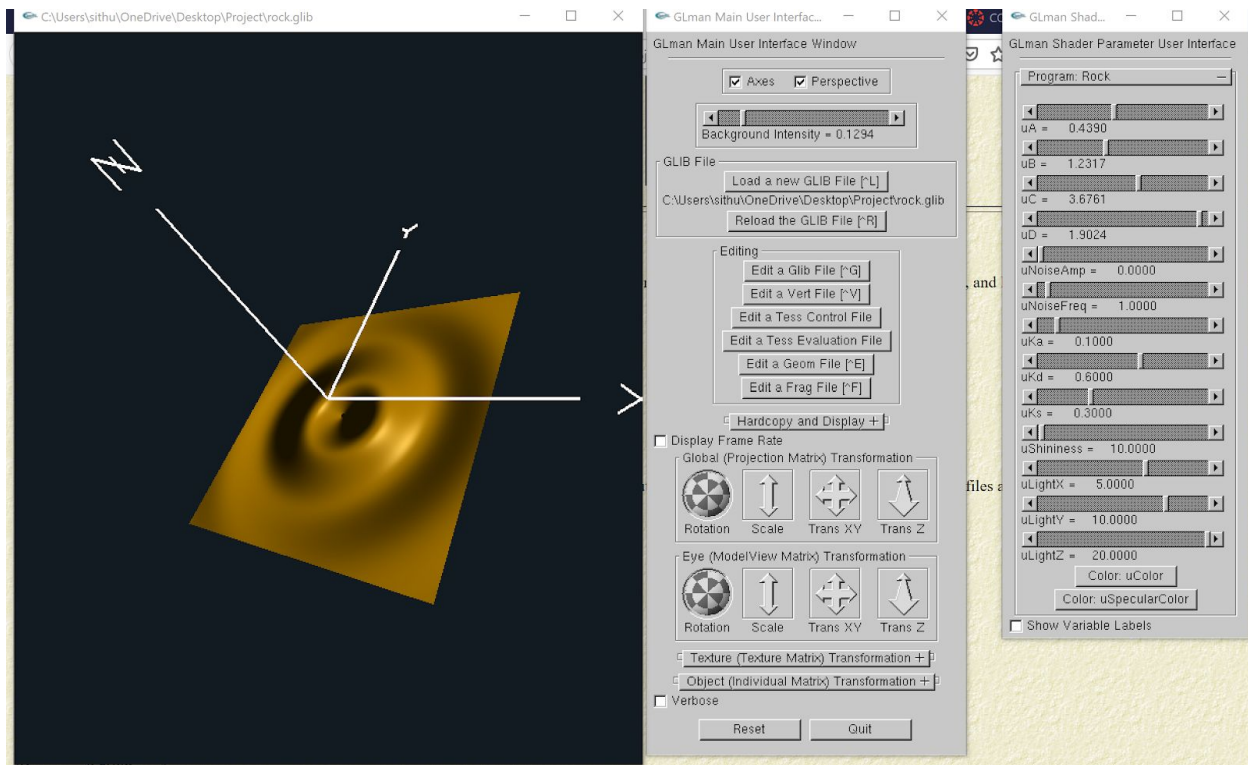 C:\Users\sithu\OneDrive\Desktop\Project\rock.glib
Z
Y
GLman Main User Interfac...
GLman Main User Interface Window
Axes
Perspective
Background Intensity = 0.1294
GLIB File
Load a new GLIB File [^L]
C:\Users\sithu\OneDrive\Desktop\Project\rock.glib
Reload the GLIB File [^R]
Editing
Edit a Glib File [^G]
Edit a Vert File [^V]
Edit a Tess Control File
Edit a Tess Evaluation File
Edit a Geom File [^E]
Edit a Frag File [^F]
Hardcopy and Display +
Display Frame Rate
Global (Projection Matrix) Transformation
Rotation Scale Trans XY Trans Z
Eye (ModelView Matrix) Transformation
Rotation Scale Trans XY Trans Z
Texture (Texture Matrix) Transformation +
Object (Individual Matrix) Transformation +
Verbose
Reset
Quit
, and
files a
GLman Shad...
GLman Shader Parameter User Interface
Program: Rock
uA = 0.4390
uB = 1.2317
uC = 3.6761
uD = 1.9024
uNoiseAmp = 0.0000
uNoiseFreq = 1.0000
uKa = 0.1000
uKd = 0.6000
uKs = 0.3000
uShininess = 10.0000
uLightX = 5.0000
uLightY = 10.0000
uLightZ = 20.0000
Color: uColor
Color: uSpecularColor
Show Variable Labels